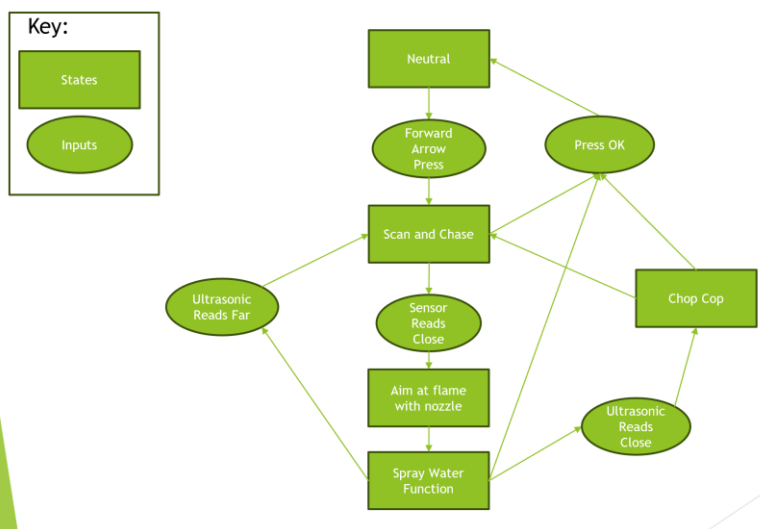 Key:
States
Inputs
Neutral
Forward
Arrow
Press
Press OK
Scan and Chase
Ultrasonic
Reads Far
Sensor
Reads
Close
Chop Cop
Aim at flame
with nozzle
Ultrasonic
Reads
Close
Spray Water
Function